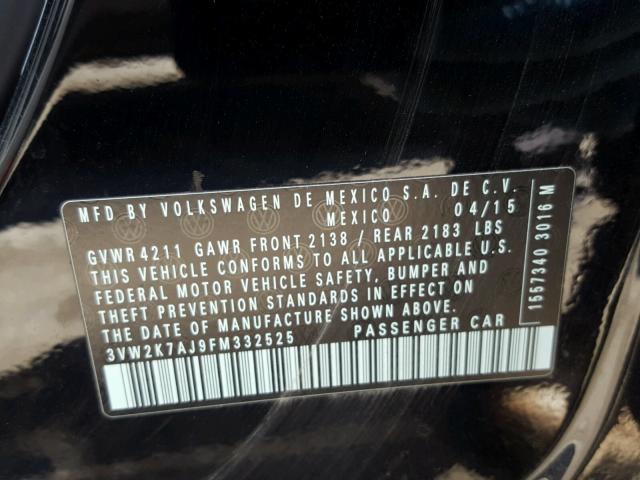 MFD BY VOLKSWAGEN DE MEXICO S.A. DE C.V.
MEXICO 04/15
GVWR 4211 GAWR FRONT 2138 / REAR 2183 LBS
THIS VEHICLE CONFORMS TO ALL APPLICABLE U.S.
FEDERAL MOTOR VEHICLE SAFETY, BUMPER AND
THEFT PREVENTION STANDARDS IN EFFECT ON
THE DATE OF MANUFACTURE SHOWN ABOVE.
3VW2K7AJ9FM332525 PASSENGER CAR
1557340 3016 M